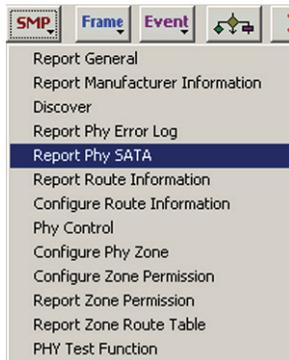 SMP Frame Event
Report General
Report Manufacturer Information
Discover
Report Phy Error Log
Report Phy SATA
Report Route Information
Configure Route Information
Phy Control
Configure Phy Zone
Configure Zone Permission
Report Zone Permission
Report Zone Route Table
PHY Test Function